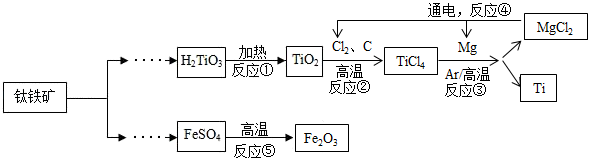 通电，反应④
Cl₂、C
Mg
MgCl₂
H₂TiO₃
加热
反应①
TiO₂
高温
反应②
TiCl₄
Ar/高温
反应③
Ti
钛铁矿
FeSO₄
高温
反应⑤
Fe₂O₃